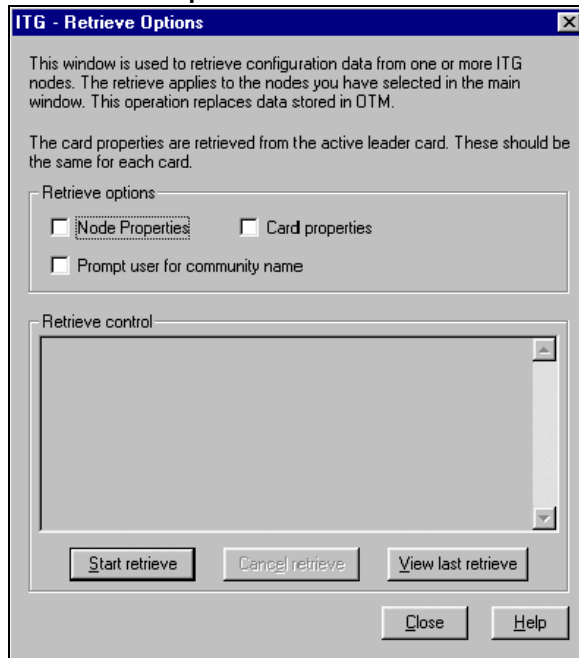 ITG - Retrieve Options
This window is used to retrieve configuration data from one or more ITG
nodes. The retrieve applies to the nodes you have selected in the main
window. This operation replaces data stored in OTM.
The card properties are retrieved from the active leader card. These should be
the same for each card.
Retrieve options
Node Properties Card properties
Prompt user for community name
Retrieve control
Start retrieve Cancel retrieve View last retrieve
Close Help